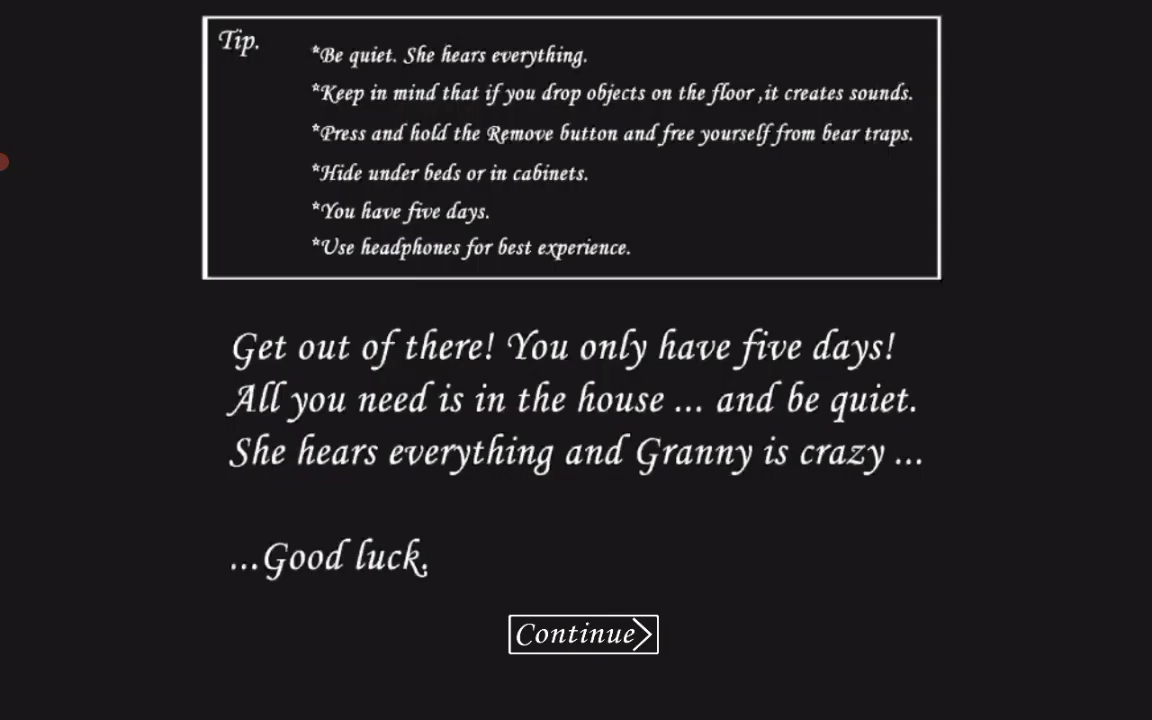 Tip.
*Be quiet. She hears everything.
*Keep in mind that if you drop objects on the floor ,it creates sounds.
*Press and hold the Remove button and free yourself from bear traps.
*Hide under beds or in cabinets.
*You have five days.
*Use headphones for best experience.
Get out of there! You only have five days!
All you need is in the house ... and be quiet.
She hears everything and Granny is crazy ...
...Good luck.
Continue